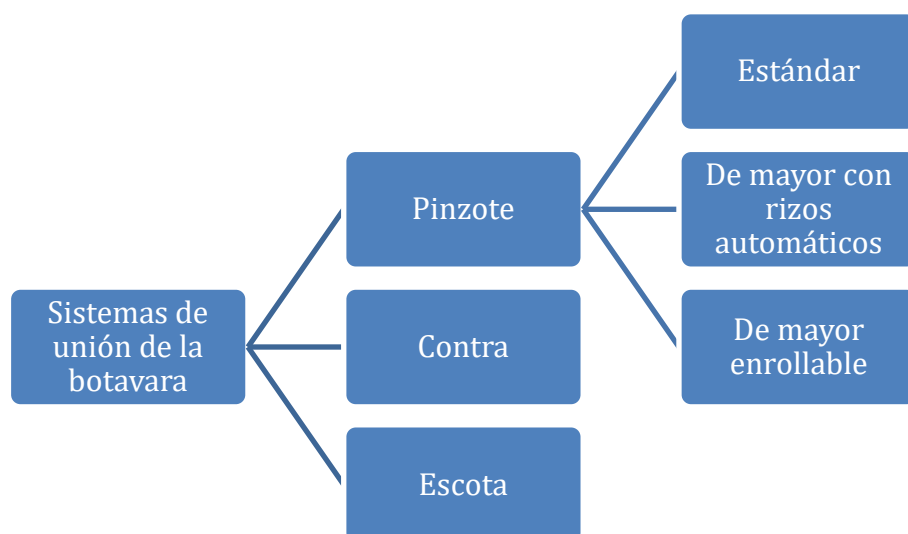 Sistemas de
unión de la
botavara
Pinzote
Contra
Escota
Estándar
De mayor con
rizos
automáticos
De mayor
enrollable